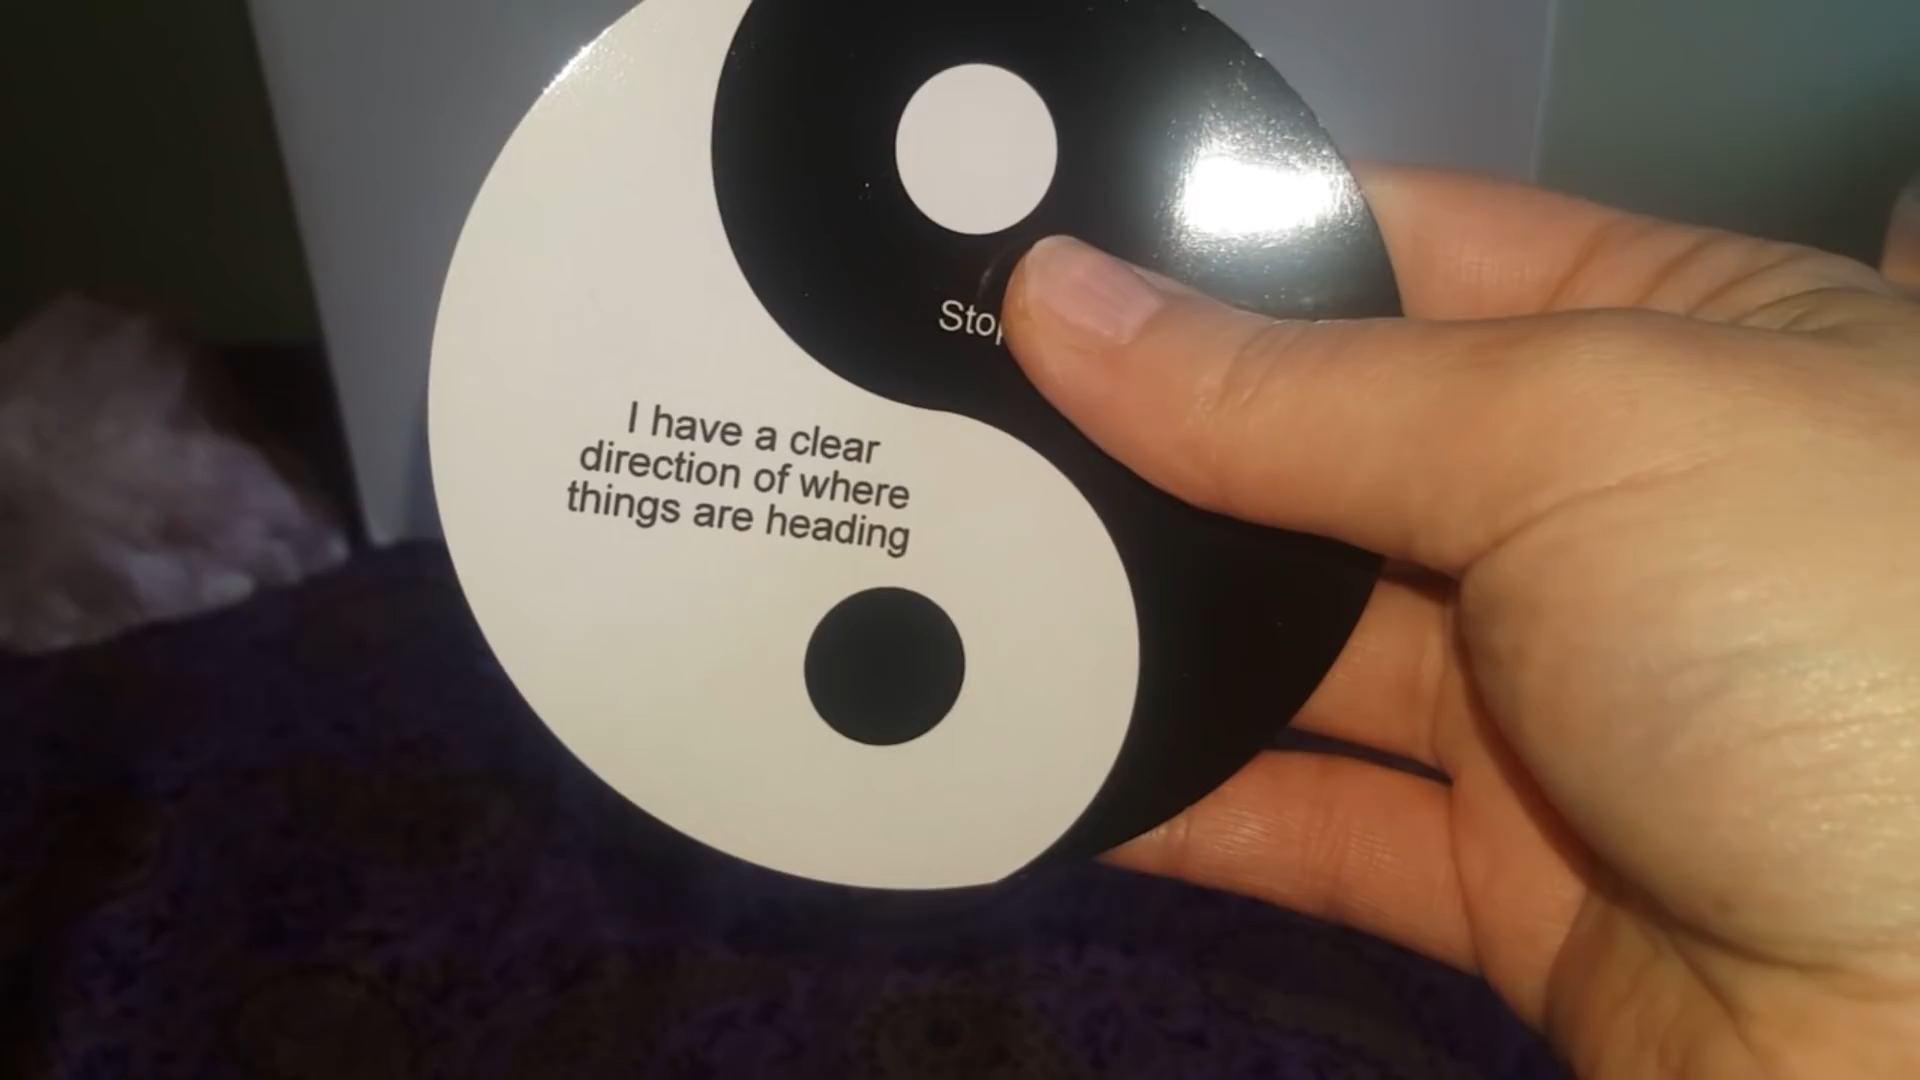 I have a clear
direction of where
things are heading